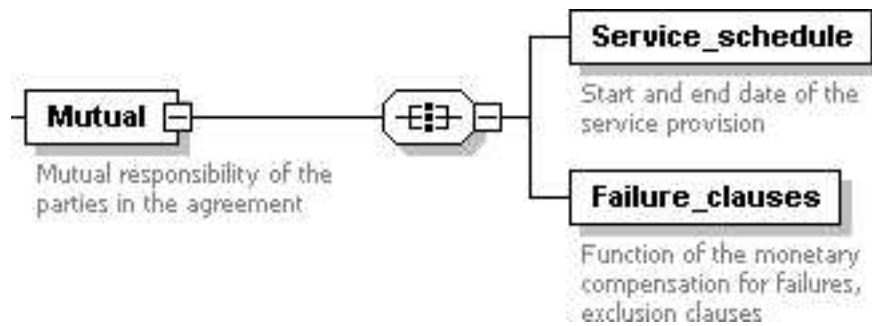 Mutual
Mutual responsibility of the
parties in the agreement
Service_schedule
Start and end date of the
service provision
Failure_clauses
Function of the monetary
compensation for failures,
exclusion clauses